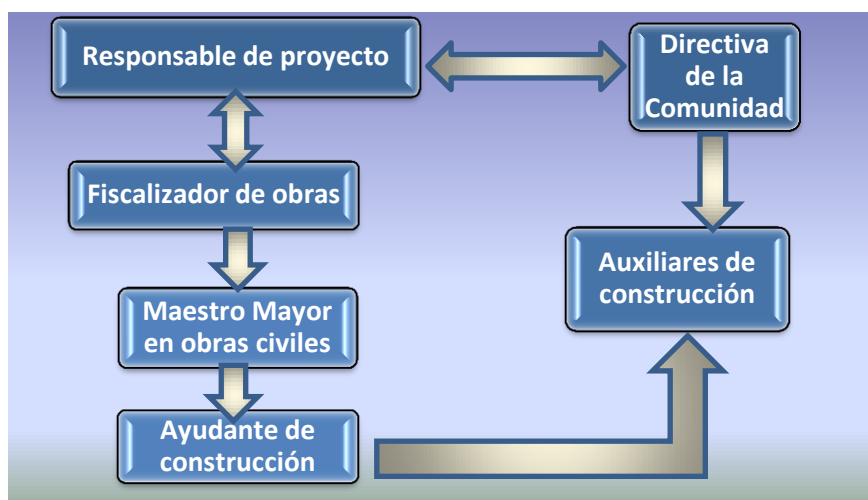 Responsable de proyecto
Directiva
de la
Comunidad
Fiscalizador de obras
Auxiliares de
construcción
Maestro Mayor
en obras civiles
Ayudante de
construcción